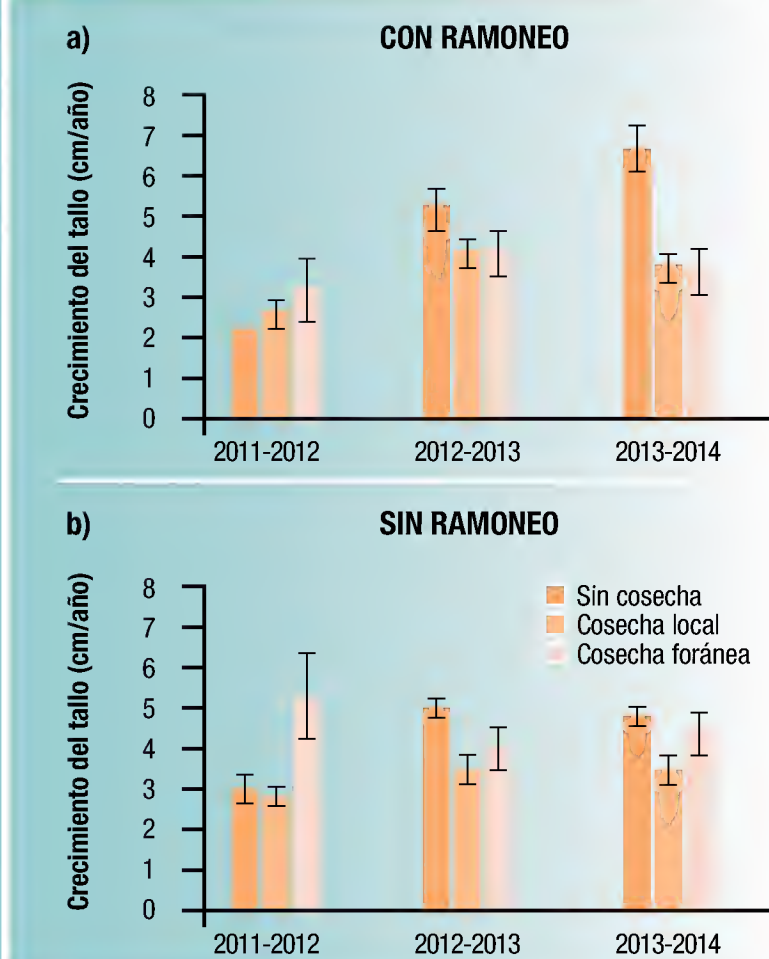 a)
CON RAMONEO
Crecimiento del tallo (cm/año)
8
7
6
5
4
3
2
1
0
2011-2012
2012-2013
2013-2014
b)
SIN RAMONEO
Crecimiento del tallo (cm/año)
8
7
6
5
4
3
2
1
0
Sin cosecha
Cosecha local
Cosecha foránea
2011-2012
2012-2013
2013-2014